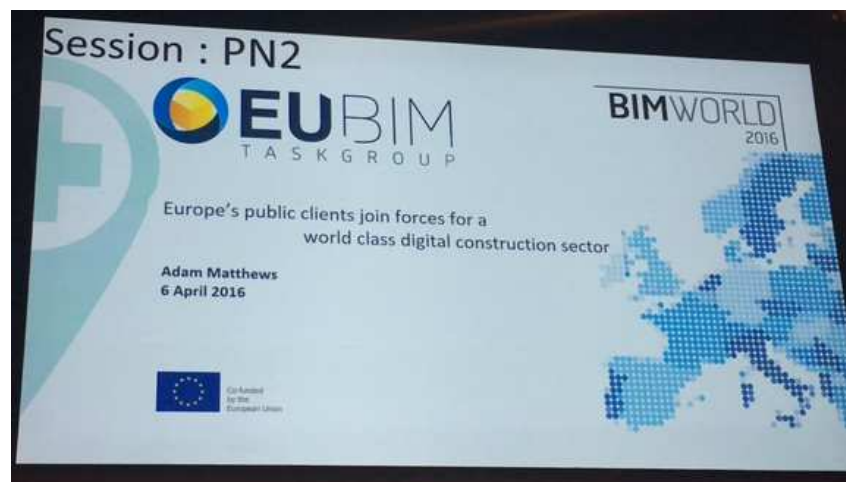 Session : PN2
EUBIM
TASKGROUP
BIMWORLD
2016
Europe's public clients join forces for a
world class digital construction sector
Adam Matthews
6 April 2016
Co-funded
by the
European Union